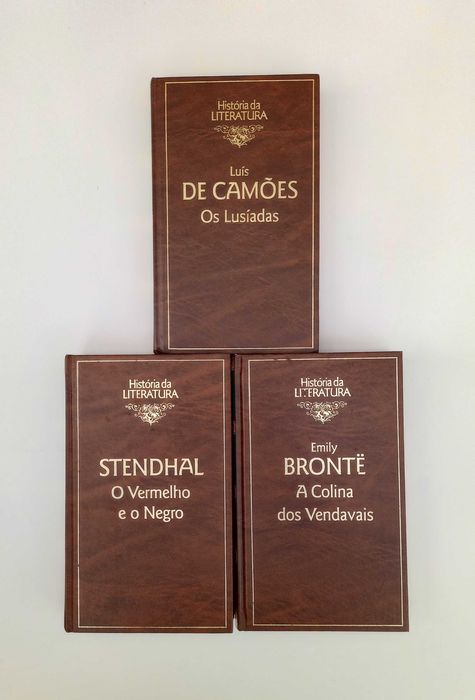 História da
LITERATURA
Luís
DE CAMÕES
Os Lusíadas
História da
LITERATURA
STENDHAL
O Vermelho
e o Negro
História da
LITERATURA
Emily
BRONTË
A Colina
dos Vendavais